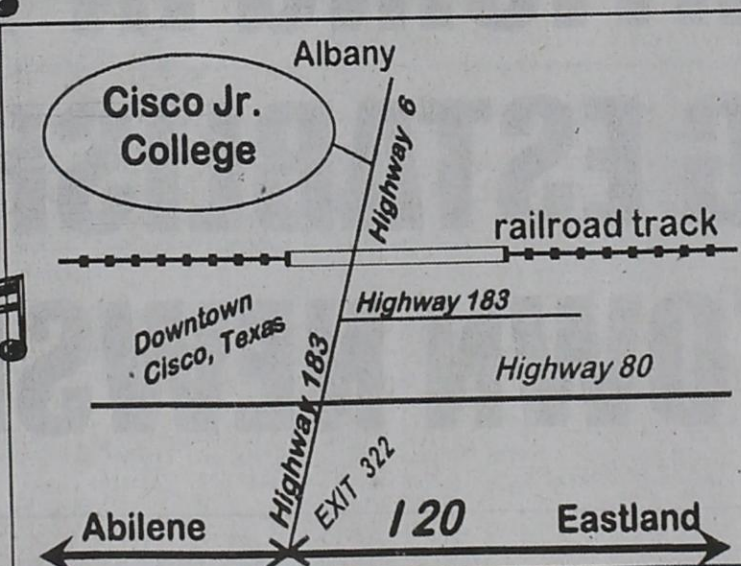 Albany
Cisco Jr.
College
Highway 6
railroad track
Highway 183
Downtown
Cisco, Texas
Highway 80
Highway 183
EXIT 322
Abilene
I 20
Eastland